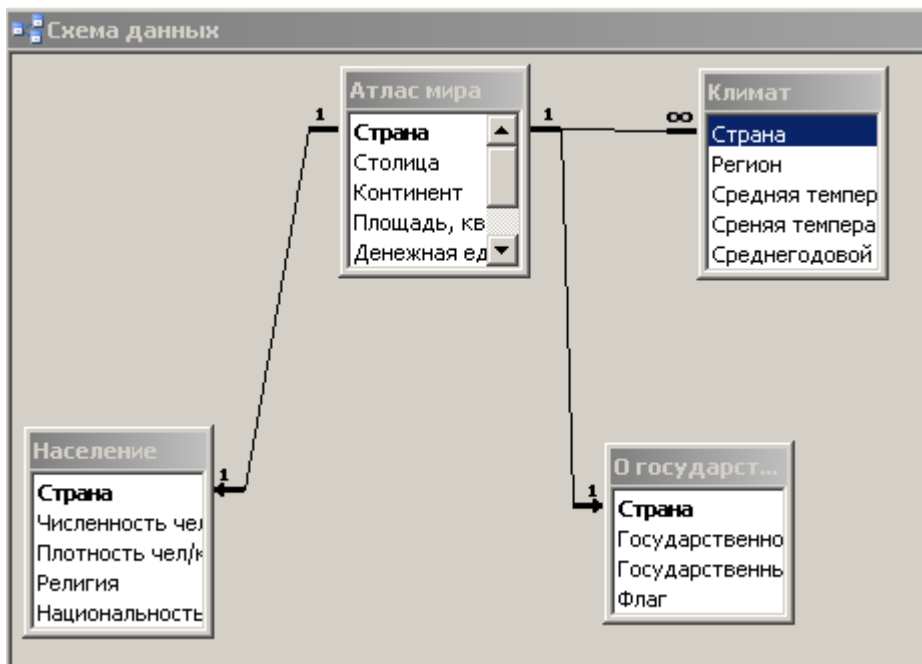 Схема данных
Атлас мира
Страна
Столица
Континент
Площадь, кв
Денежная ед
1
1
∞
Климат
Страна
Регион
Средняя темпер
Среняя темпера
Среднегодовой
Население
Страна
Численность чел
Плотность чел/к
Религия
Национальность
1
1
О государст...
Страна
Государственно
Государственнь
Флаг